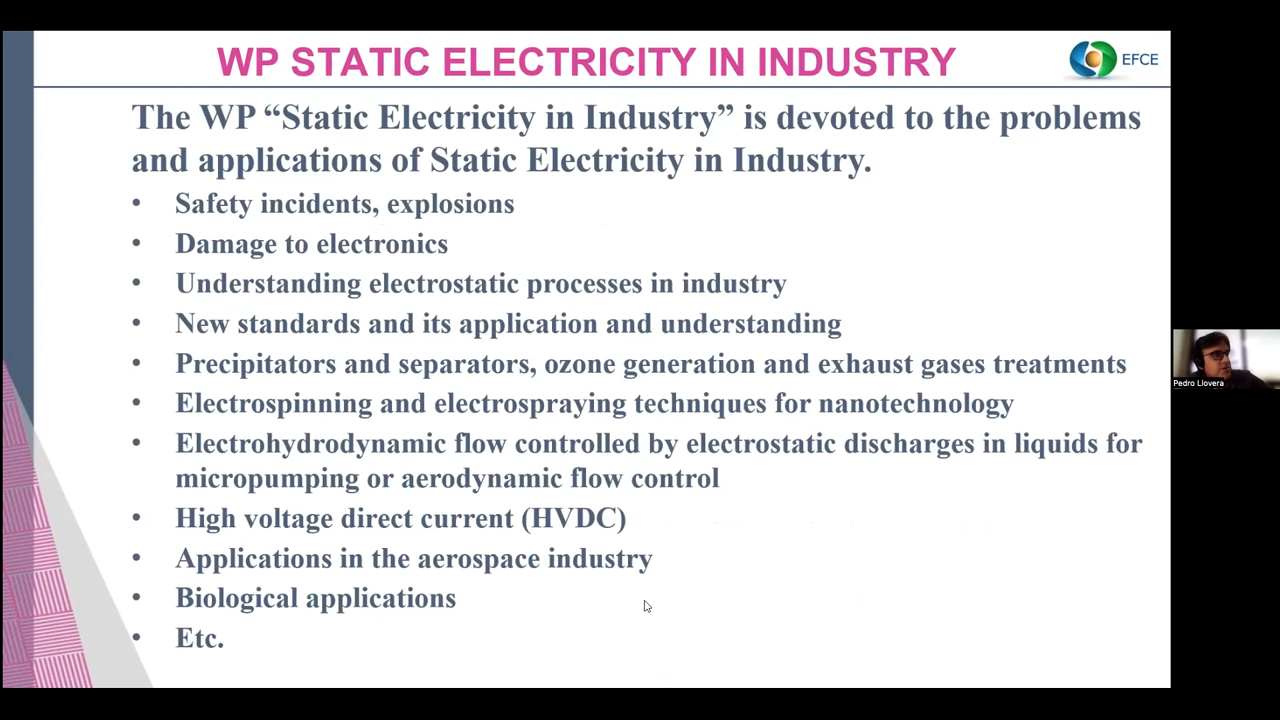 WP STATIC ELECTRICITY IN INDUSTRY
EFCE
The WP “Static Electricity in Industry” is devoted to the problems
and applications of Static Electricity in Industry.
• Safety incidents, explosions
• Damage to electronics
• Understanding electrostatic processes in industry
• New standards and its application and understanding
• Precipitators and separators, ozone generation and exhaust gases treatments
• Electrospinning and electrospraying techniques for nanotechnology
• Electrohydrodynamic flow controlled by electrostatic discharges in liquids for
micropumping or aerodynamic flow control
• High voltage direct current (HVDC)
• Applications in the aerospace industry
• Biological applications
• Etc.
Pedro Llovera